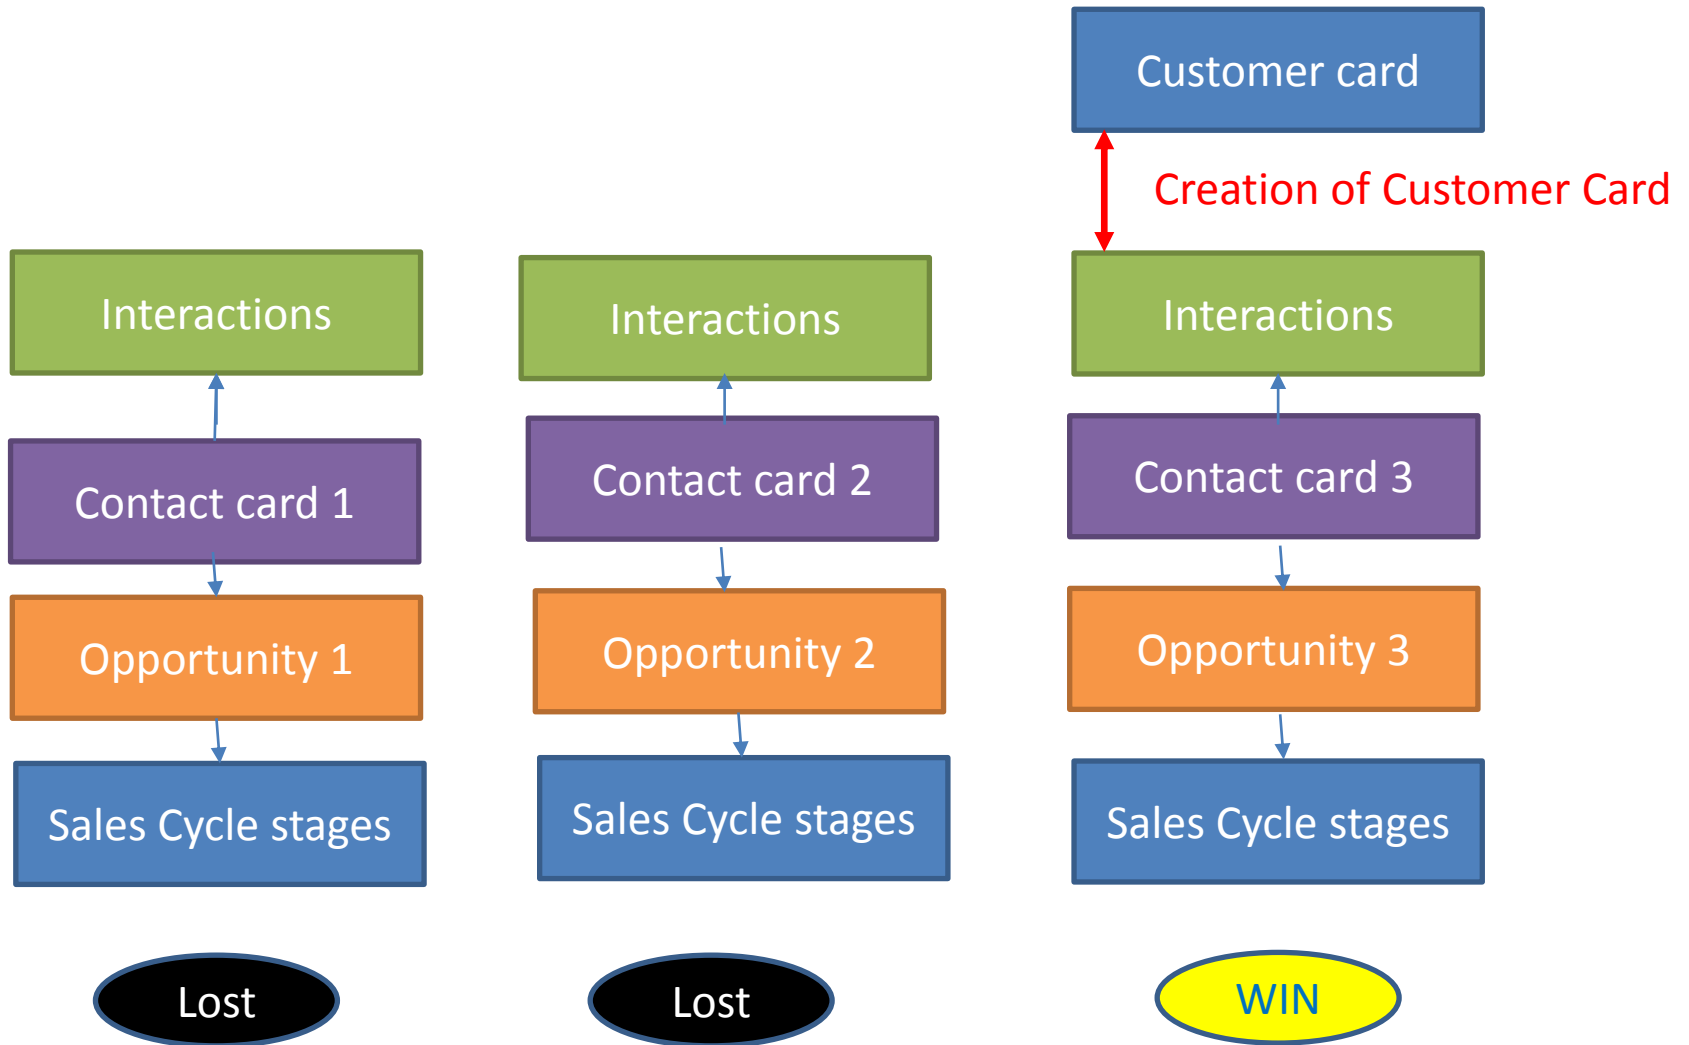 Customer card
Creation of Customer Card
Interactions
Interactions
Interactions
Contact card 1
Contact card 2
Contact card 3
Opportunity 1
Opportunity 2
Opportunity 3
Sales Cycle stages
Sales Cycle stages
Sales Cycle stages
Lost
Lost
WIN